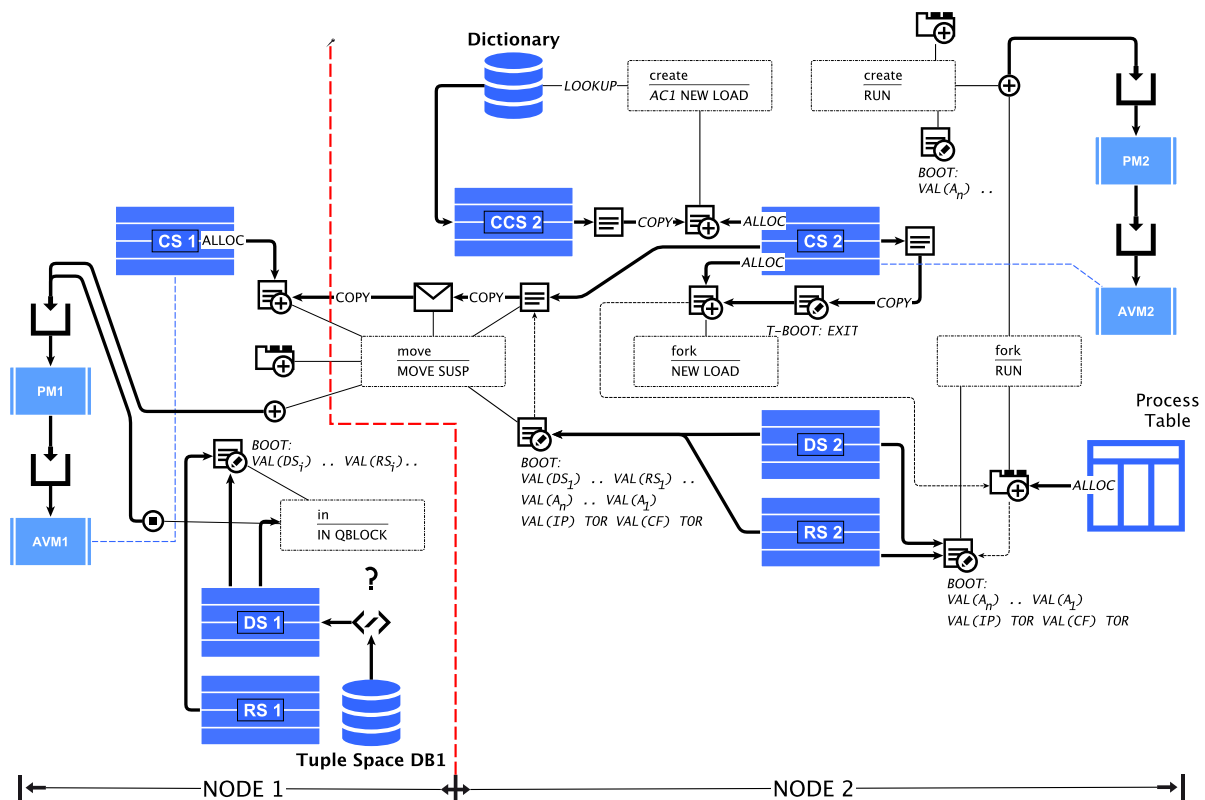 Dictionary
LOOKUP
create
AC1 NEW LOAD
create
RUN
PM2
BOOT:
VAL(An) ..
CCS 2
COPY
ALLOC
CS 1
ALLOC
CS 2
ALLOC
COPY
COPY
COPY
T-BOOT: EXIT
AVM2
move
MOVE SUSP
fork
NEW LOAD
fork
RUN
PM1
Process
Table
BOOT:
VAL(DSi) .. VAL(RSi)..
DS 2
BOOT:
VAL(DS1) .. VAL(RS1) ..
VAL(An) .. VAL(A1)
VAL(IP) TOR VAL(CF) TOR
ALLOC
in
IN QBLOCK
AVM1
RS 2
?
BOOT:
VAL(An) .. VAL(A1)
VAL(IP) TOR VAL(CF) TOR
DS 1
RS 1
Tuple Space DB1
NODE 1
NODE 2